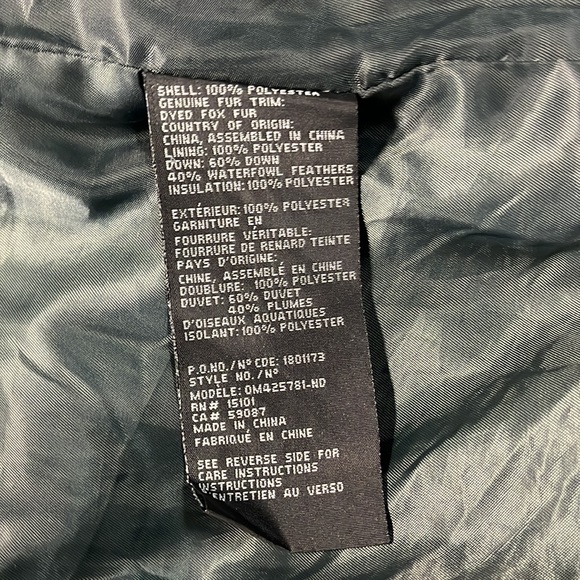 SHELL: 100% POLYESTER
GENUINE FUR TRIM:
DYED FOX FUR
COUNTRY OF ORIGIN:
CHINA, ASSEMBLED IN CHINA
LINING: 100% POLYESTER
DOWN: 60% DOWN
40% WATERFOWL FEATHERS
INSULATION: 100% POLYESTER
EXTÉRIEUR: 100% POLYESTER
GARNITURE EN
FOURRURE VÉRITABLE:
FOURRURE DE RENARD TEINTE
PAYS D'ORIGINE:
CHINE, ASSEMBLÉ EN CHINE
DOUBLURE: 100% POLYESTER
DUVET: 60% DUVET
40% PLUMES
D'OISEAUX AQUATIQUES
ISOLANT: 100% POLYESTER
P.O.NO./N° CDE: 1801173
STYLE NO./N°
MODÈLE: OM425781-ND
RN# 15101
CA# 59087
MADE IN CHINA
FABRIQUÉ EN CHINE
SEE REVERSE SIDE FOR
CARE INSTRUCTIONS
INSTRUCTIONS
D'ENTRETIEN AU VERSO